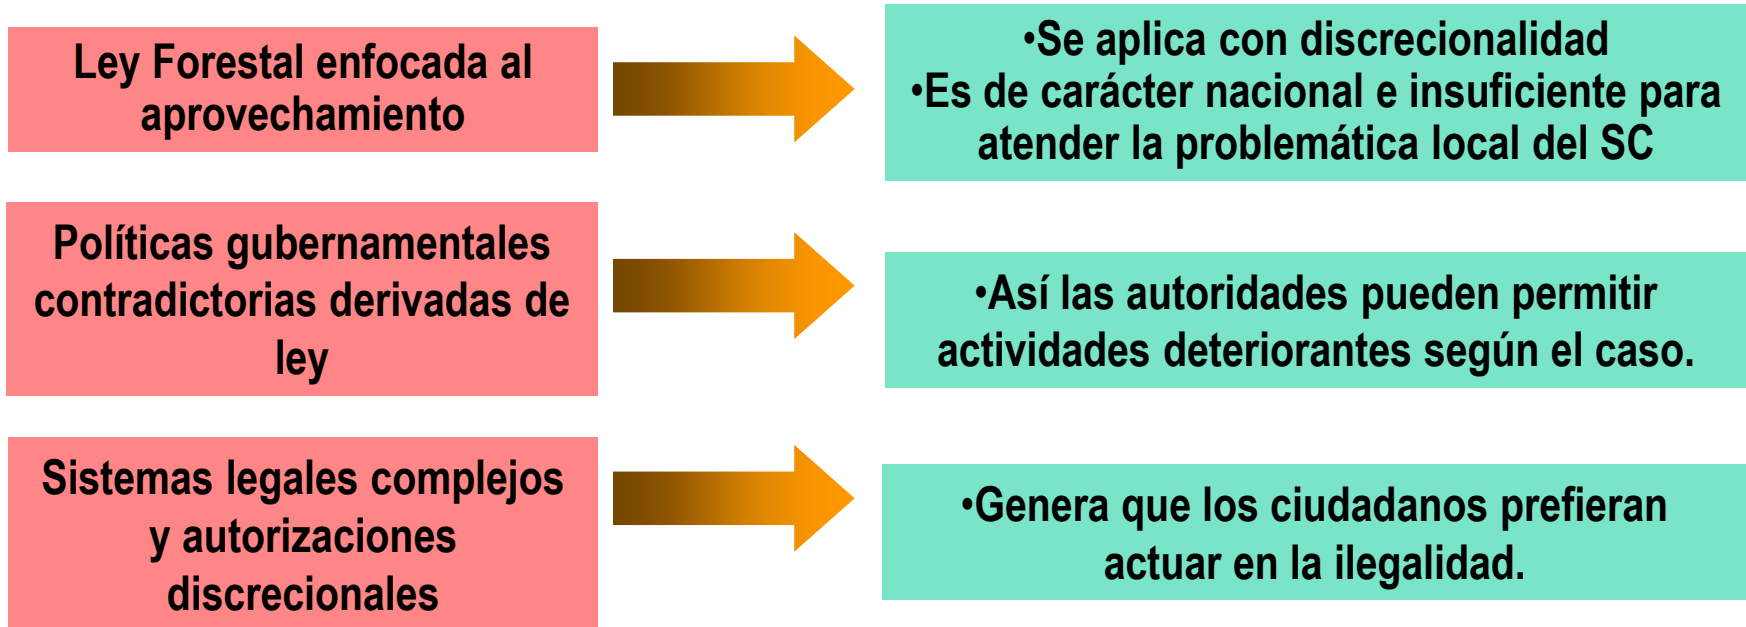 Ley Forestal enfocada al
aprovechamiento
•Se aplica con discrecionalidad
•Es de carácter nacional e insuficiente para
atender la problemática local del SC
Políticas gubernamentales
contradictorias derivadas de
ley
•Así las autoridades pueden permitir
actividades deteriorantes según el caso.
Sistemas legales complejos
y autorizaciones
discrecionales
•Genera que los ciudadanos prefieran
actuar en la ilegalidad.